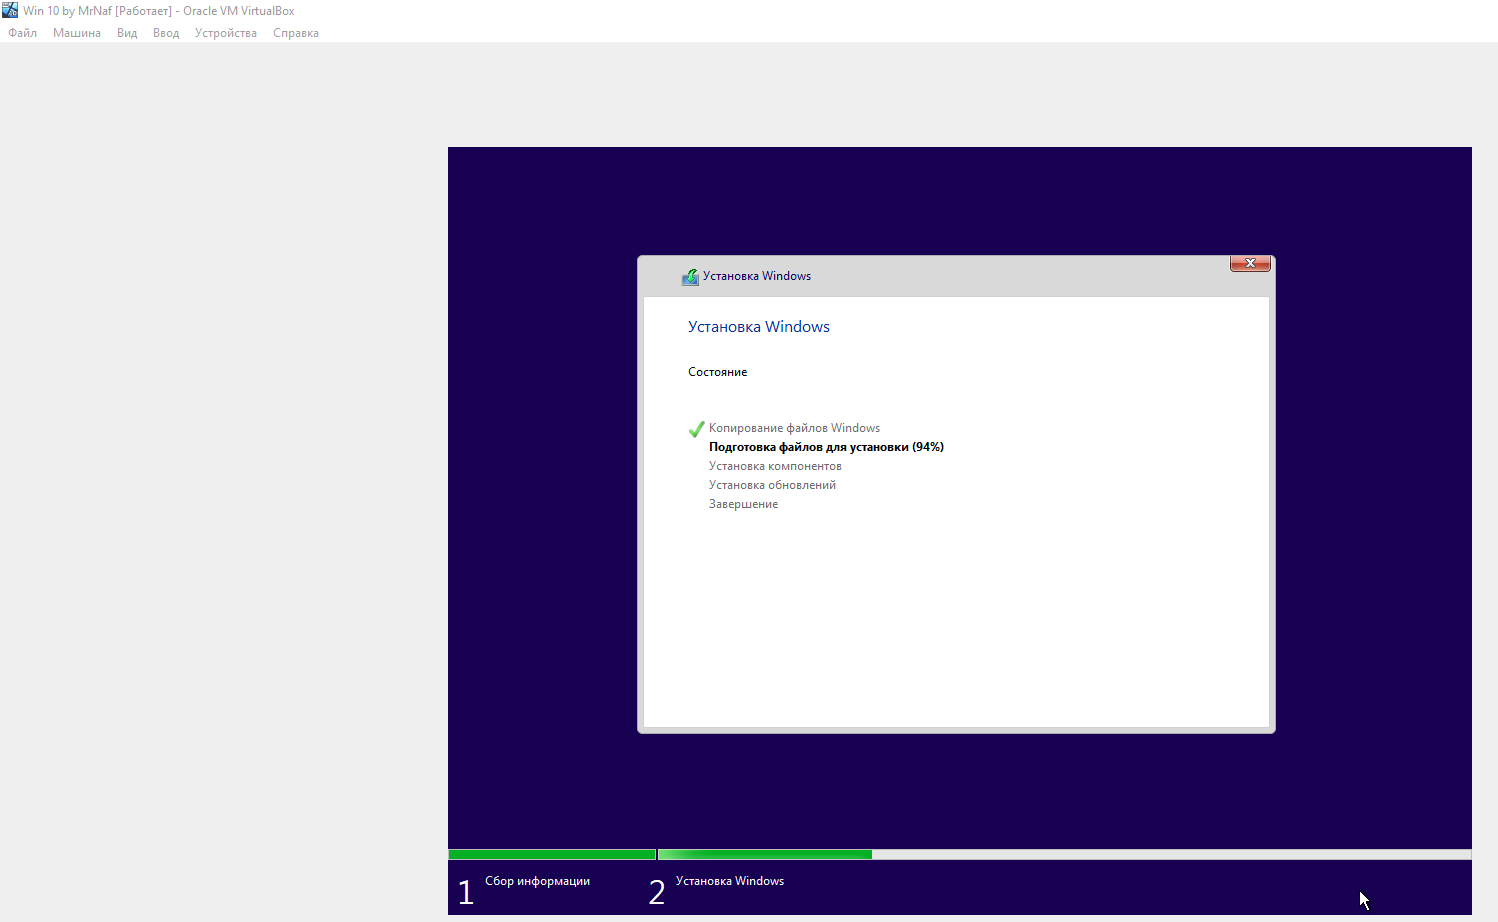 Win 10 by MrNaf [Работает] - Oracle VM VirtualBox
Файл Машина Вид Ввод Устройства Справка
Установка Windows
Установка Windows
Состояние
Копирование файлов Windows
Подготовка файлов для установки (94%)
Установка компонентов
Установка обновлений
Завершение
1 Сбор информации 2 Установка Windows